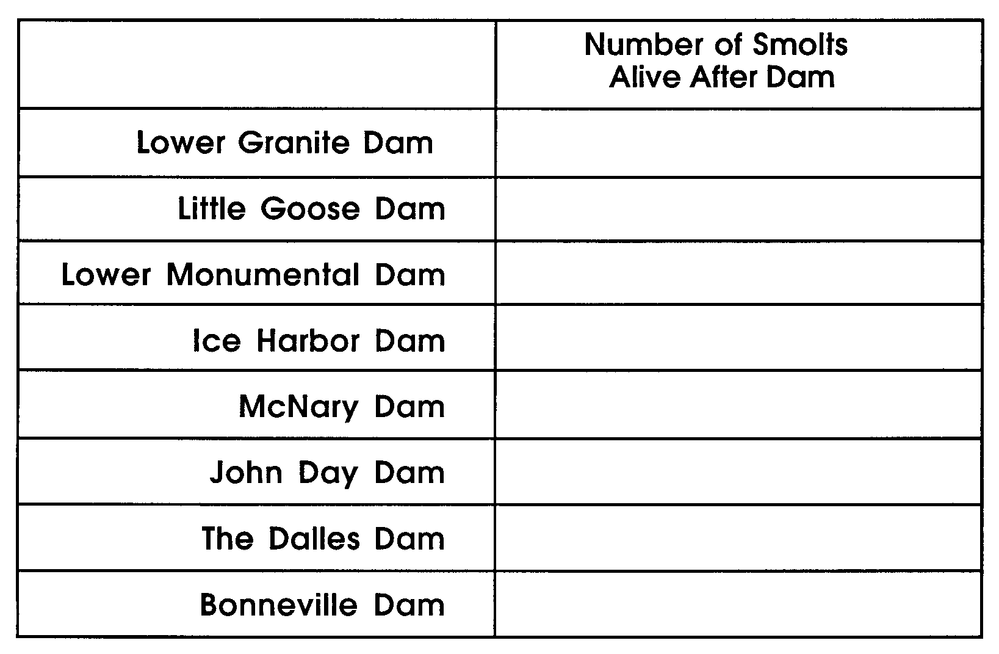 Number of Smolts
Alive After Dam
Lower Granite Dam
Little Goose Dam
Lower Monumental Dam
Ice Harbor Dam
McNary Dam
John Day Dam
The Dalles Dam
Bonneville Dam